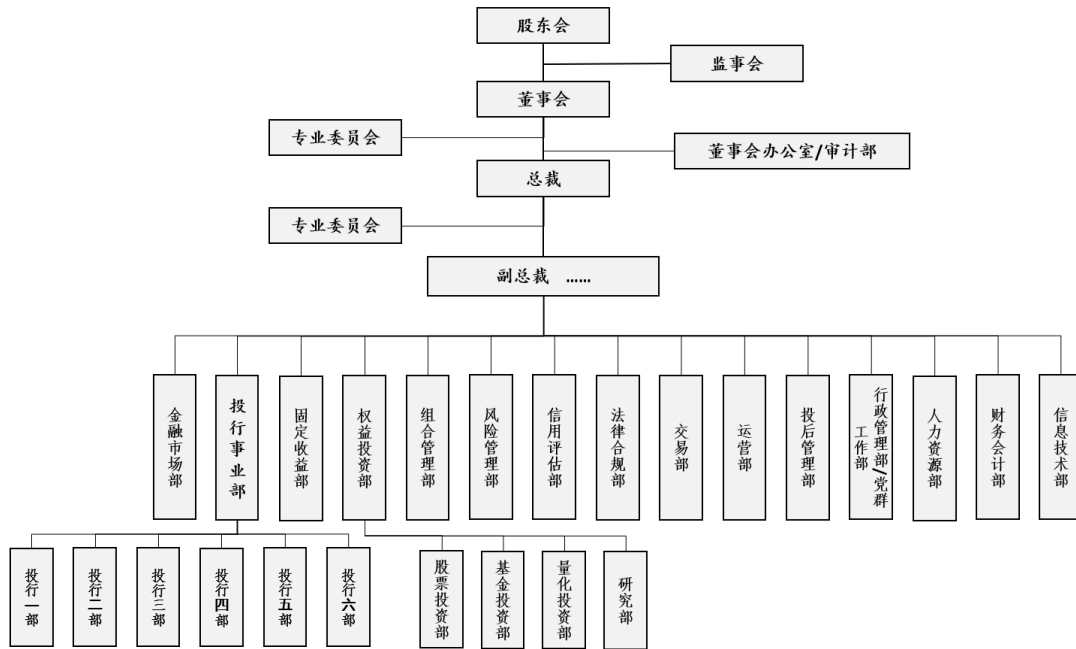 股东会
监事会
董事会
专业委员会
董事会办公室/审计部
总裁
专业委员会
副总裁 ……
金融市场部
投行事业部
固定收益部
权益投资部
组合管理部
风险管理部
信用评估部
法律合规部
交易部
运营部
投后管理部
行政管理部/党群
工作部
人力资源部
财务会计部
信息技术部
投行一部
投行二部
投行三部
投行四部
投行五部
投行六部
股票投资部
基金投资部
量化投资部
研究部